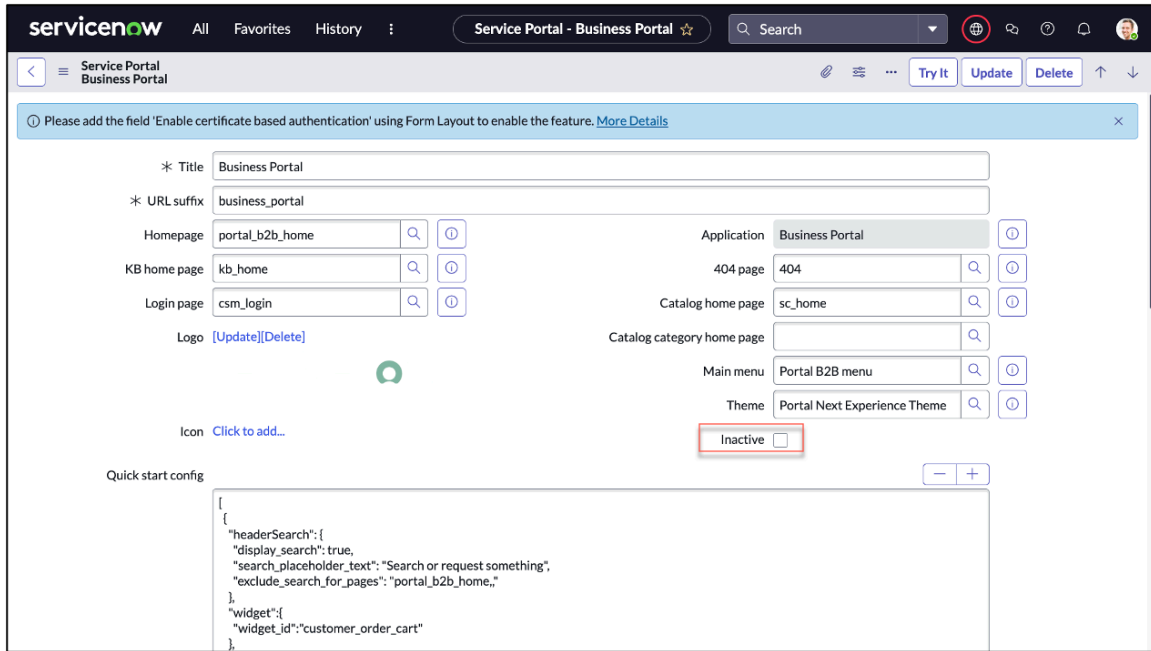 servicenow All Favorites History Service Portal - Business Portal Search
Service Portal
Business Portal
Try It Update Delete
Please add the field 'Enable certificate based authentication' using Form Layout to enable the feature. More Details
Title Business Portal
URL suffix business_portal
Homepage portal_b2b_home
Application Business Portal
KB home page kb_home
404 page 404
Login page csm_login
Catalog home page sc_home
Logo [Update][Delete]
Catalog category home page
Main menu Portal B2B menu
Theme Portal Next Experience Theme
Icon Click to add...
Inactive
Quick start config
[
{
"headerSearch": {
"display_search": true,
"search_placeholder_text": "Search or request something",
"exclude_search_for_pages": "portal_b2b_home,,"
},
"widget":{
"widget_id":"customer_order_cart"
},